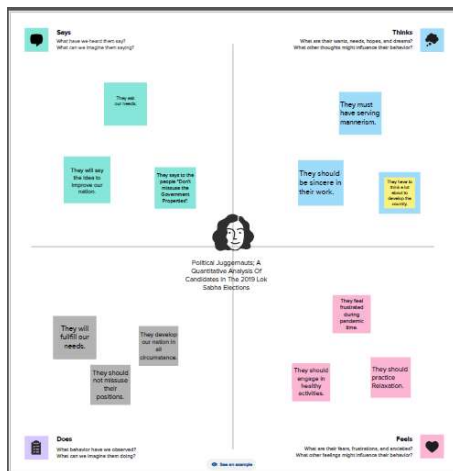 Says
What have we heard them say?
What can we imagine them saying?
Thinks
What are their wants, needs, hopes, and dreams?
What other thoughts might influence their behavior?
They ask
our needs.
They will say
the idea to
improve our
nation.
They says to the
people "Don't
misuse the
Government
Properties".
They must
have serving
mannerism.
They should
be sincere in
their work.
They have to
think a lot
about to
develop the
country.
Political Juggernauts; A
Quantitative Analysis Of
Candidates In The 2019 Lok
Sabha Elections
They will
fullfill our
needs.
They should
not misuse
their
positions.
They develop
our nation in
all
circumstance.
They feel
frustrated
during
pandemic
time.
They should
engage in
healthy
activities.
They should
practice
Relaxation.
Does
What behavior have we observed?
What can we imagine them doing?
Feels
What are their fears, frustrations, and anxieties?
What other feelings might influence their behavior?
See an example